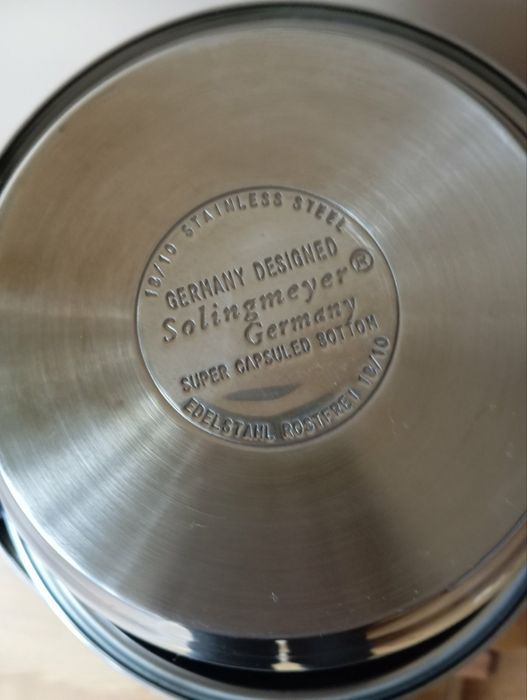 18/10 STAINLESS STEEL
GERMANY DESIGNED
Solingmeyer®
Germany
SUPER CAPSULED BOTTOM
EDELSTAHL ROSTFREI 18/10